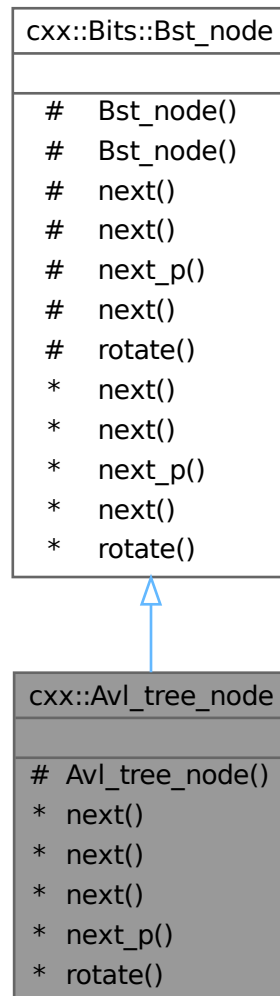 cxx::Bits::Bst_node
# Bst_node()
# Bst_node()
# next()
# next()
# next_p()
# next()
# rotate()
* next()
* next()
* next_p()
* next()
* rotate()
cxx::Avl_tree_node
# Avl_tree_node()
* next()
* next()
* next()
* next_p()
* rotate()